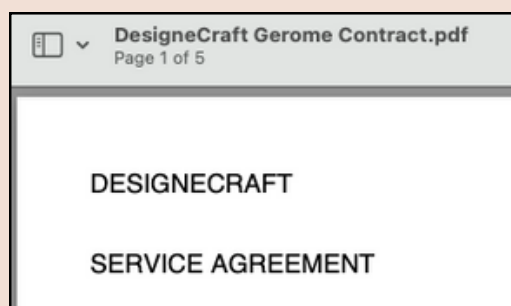 DesigneCraft Gerome Contract.pdf
Page 1 of 5
DESIGNECRAFT
SERVICE AGREEMENT